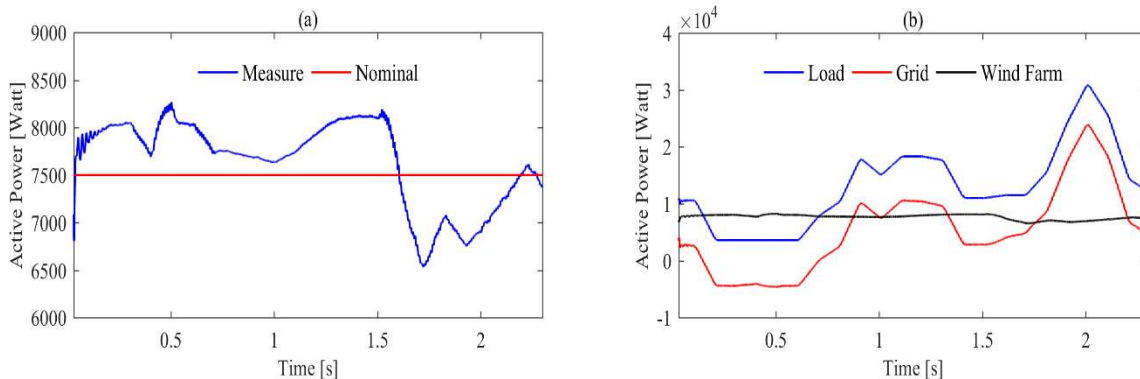 (a)
9000
8500
8000
7500
7000
6500
6000
Active Power [Watt]
Measure Nominal
0.5 1 1.5 2
Time [s]
(b)
×10⁴
4
3
2
1
0
-1
Active Power [Watt]
Load Grid Wind Farm
0.5 1 1.5 2
Time [s]